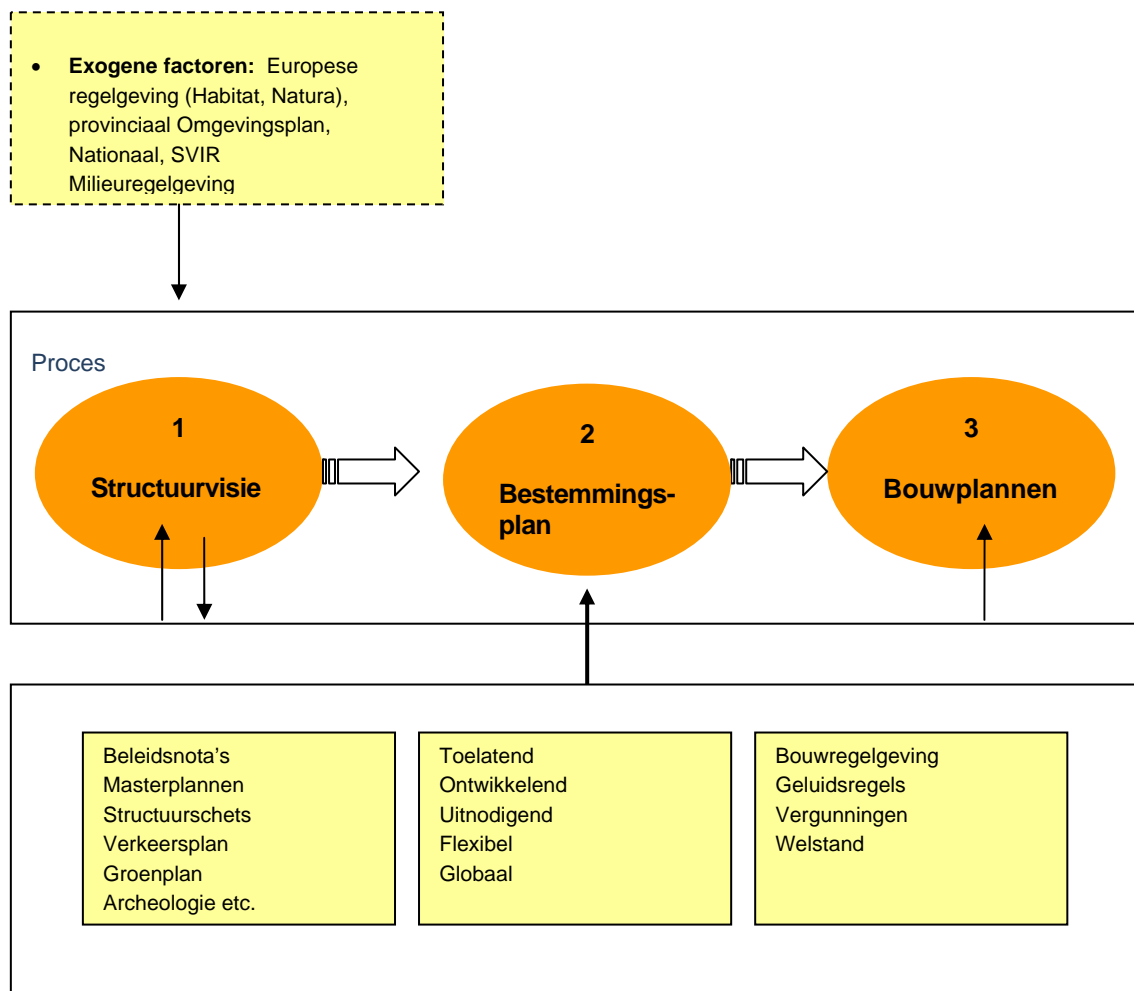 • Exogene factoren: Europese
regelgeving (Habitat, Natura),
provinciaal Omgevingsplan,
Nationaal, SVIR
Milieuregelgeving
Proces
1
Structuurvisie
2
Bestemmings-
plan
3
Bouwplannen
Beleidsnota’s
Masterplannen
Structuurschets
Verkeersplan
Groenplan
Archeologie etc.
Toelatend
Ontwikkelend
Uitnodigend
Flexibel
Globaal
Bouwregelgeving
Geluidsregels
Vergunningen
Welstand